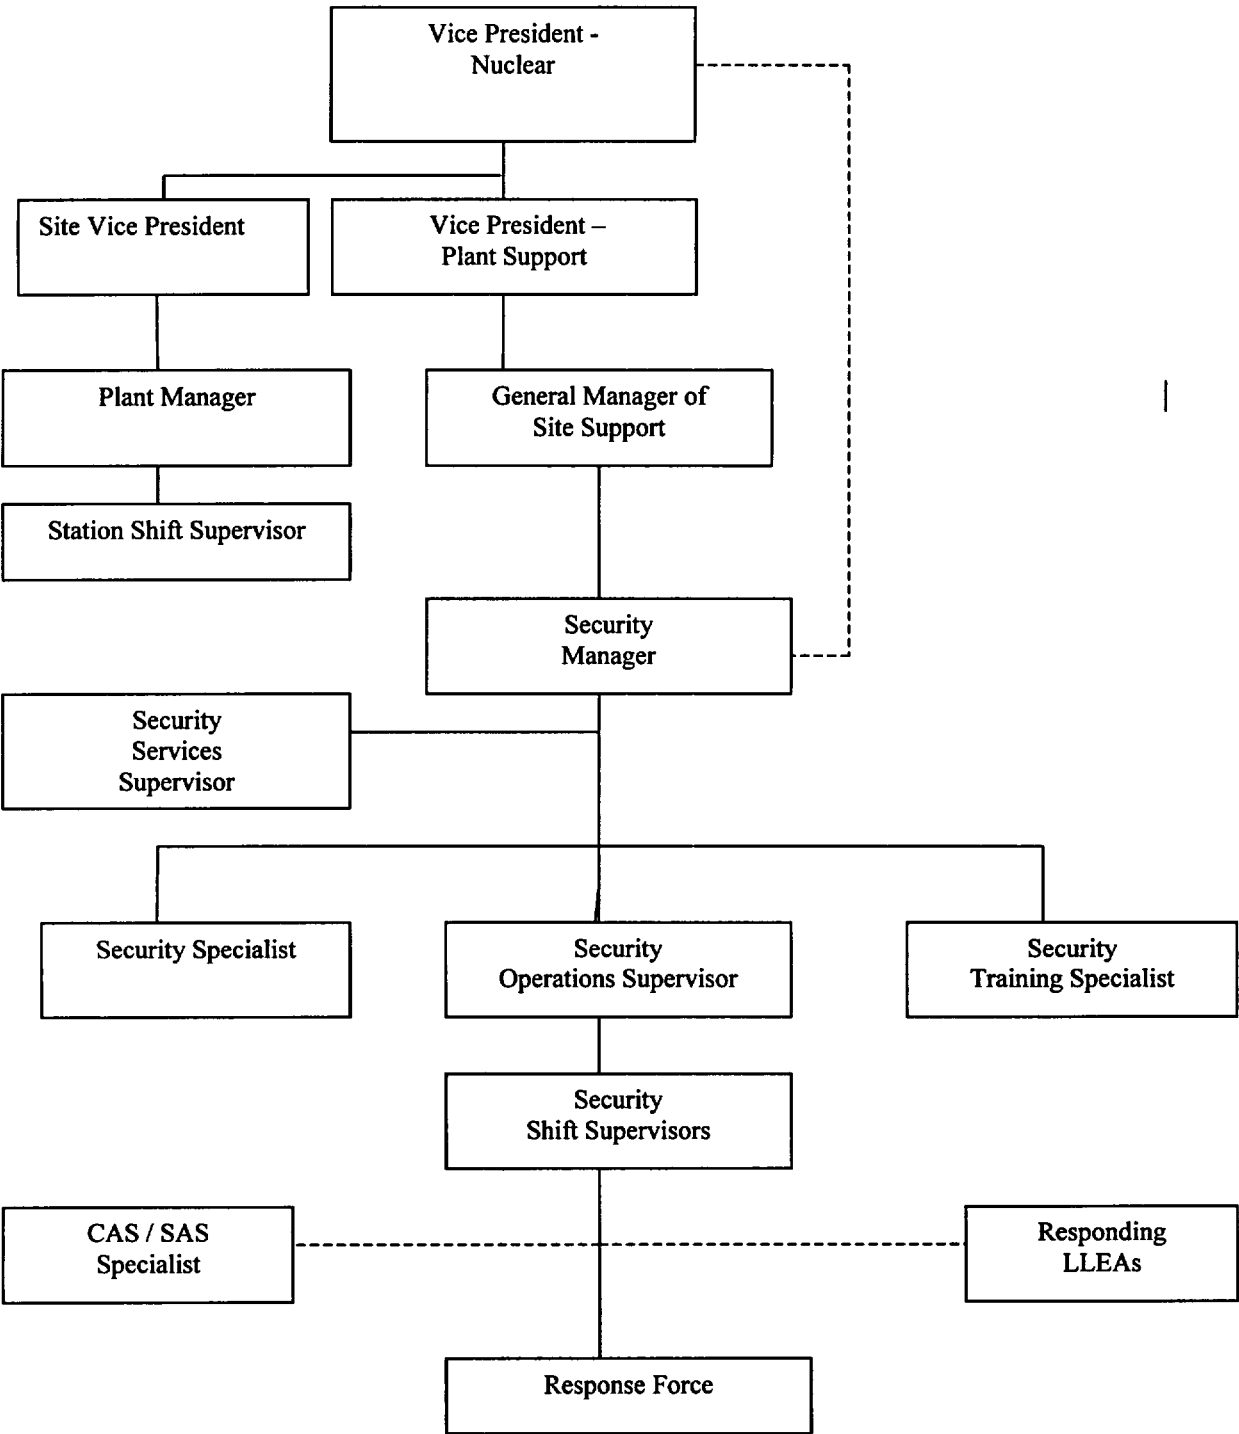 Vice President -
Nuclear
Site Vice President
Vice President –
Plant Support
Plant Manager
General Manager of
Site Support
Station Shift Supervisor
Security
Manager
Security
Services
Supervisor
Security Specialist
Security
Operations Supervisor
Security
Training Specialist
Security
Shift Supervisors
CAS / SAS
Specialist
Responding
LLEAs
Response Force